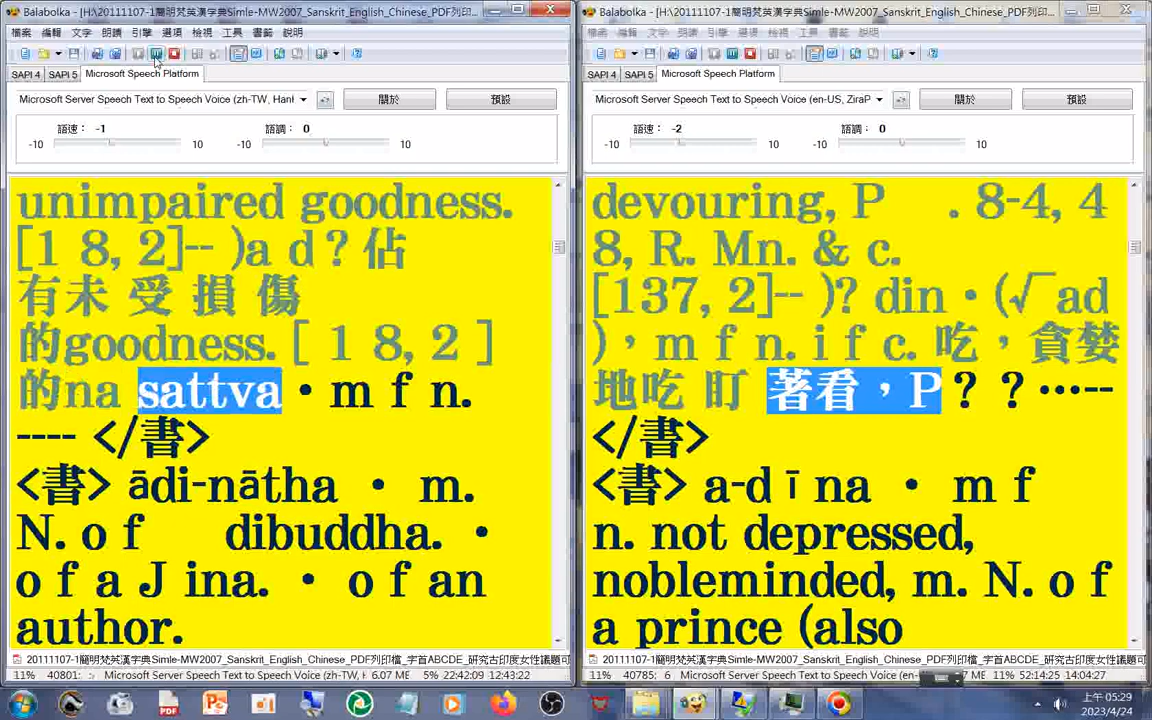 Balabolka - [H:\20111107-1簡明梵英漢字典Simle-MW2007_Sanskrit_English_Chinese_PDF列印...
檔案 編輯 文字 朗讀 引擎 選項 檢視 工具 書籤 說明
SAPI 4 SAPI 5 Microsoft Speech Platform
Microsoft Server Speech Text to Speech Voice (zh-TW, Hanl
關於 預設
語速： -1 語調： 0
-10 10 -10 10
unimpaired goodness.
[1 8, 2]-- )a d ? 佔
有未 受 損 傷
的goodness. [ 1 8, 2 ]
的na sattva • m f n.
---- </書>
<書> ādi-nātha • m.
N. o f dibuddha. •
o f a J ina. • o f an
author.
20111107-1簡明梵英漢字典Simle-MW2007_Sanskrit_English_Chinese_PDF列印檔_字首ABCDE_研究古印度女性議題可
11% 40801: Microsoft Server Speech Text to Speech Voice (zh-TW, H 6.07 ME 5% 22:42:09 12:43:22
Balabolka - [H:\20111107-1簡明梵英漢字典Simle-MW2007_Sanskrit_English_Chinese_PDF列印...
檔案 編輯 文字 朗讀 引擎 選項 檢視 工具 書籤 說明
SAPI 4 SAPI 5 Microsoft Speech Platform
Microsoft Server Speech Text to Speech Voice (en-US, ZiraP
關於 預設
語速： -2 語調： 0
-10 10 -10 10
devouring, P . 8-4, 4
8, R. Mn. & c.
[137, 2]-- )? din • (√ad
)，m f n. i f c. 吃，貪婪
地吃 盯 著看，P ? ? …--
</書>
<書> a-d ī na • m f
n. not depressed,
nobleminded, m. N. o f
a prince (also
20111107-1簡明梵英漢字典Simle-MW2007_Sanskrit_English_Chinese_PDF列印檔_字首ABCDE_研究古印度女性議題可
11% 40785: 6 Microsoft Server Speech Text to Speech Voice (en- ME 11% 52:14:25 14:04:27
上午 05:29
2023/4/24